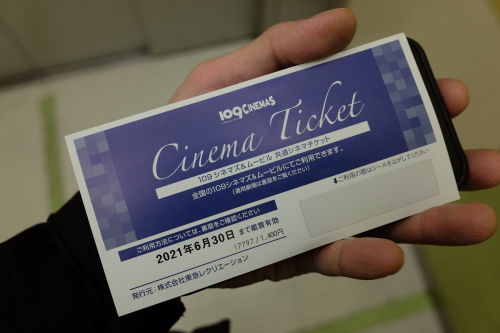 109CINEMAS
Cinema Ticket
109シネマズ&ムービル 共通シネマチケット
全国の109シネマズ&ムービルにてご利用できます。
(適用劇場は裏面をご覧ください)
↓ご利用の際はシールをはがしてください
ご利用方法については、裏面をご確認ください
2021年6月30日 まで鑑賞有効
17797/1,400円
発行元：株式会社東急レクリエーション